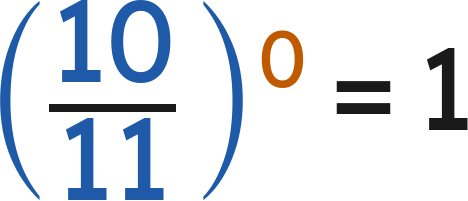 (10/11)⁰ = 1